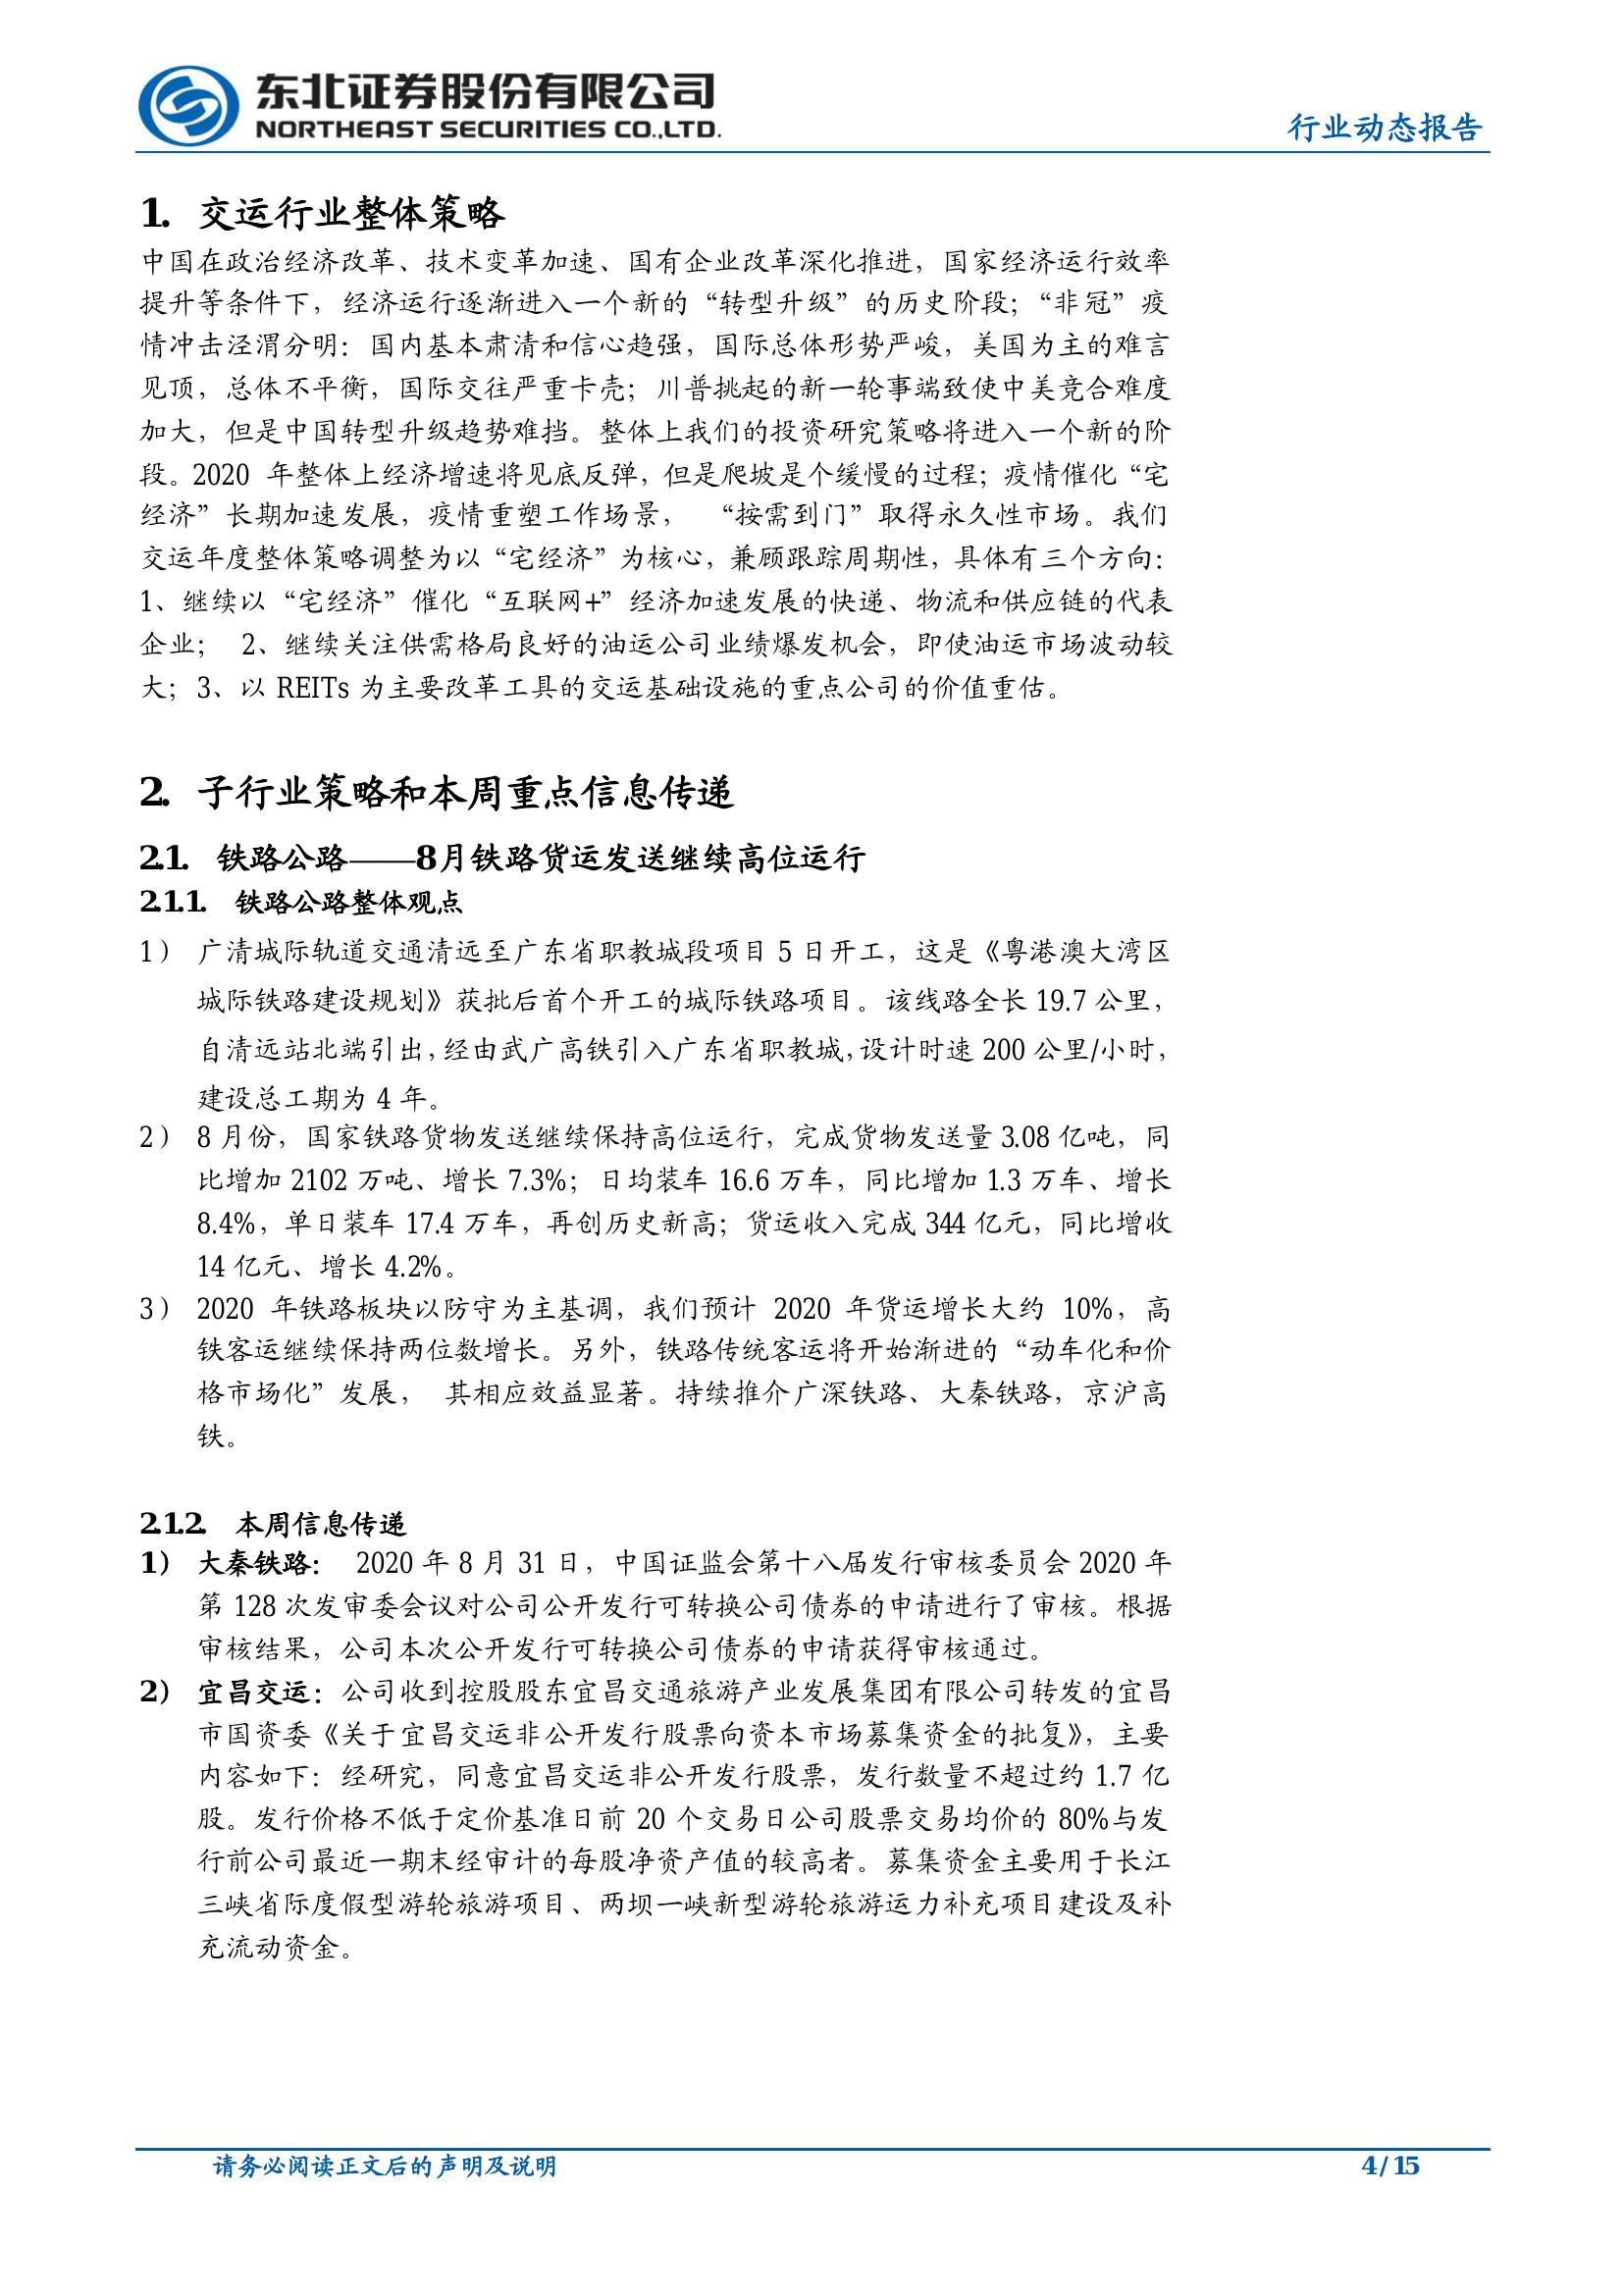 东北证券股份有限公司
NORTHEAST SECURITIES CO.,LTD.
行业动态报告
1. 交运行业整体策略
中国在政治经济改革、技术变革加速、国有企业改革深化推进，国家经济运行效率
提升等条件下，经济运行逐渐进入一个新的“转型升级”的历史阶段；“非冠”疫
情冲击泾渭分明：国内基本肃清和信心趋强，国际总体形势严峻，美国为主的难言
见顶，总体不平衡，国际交往严重卡壳；川普挑起的新一轮事端致使中美竞合难度
加大，但是中国转型升级趋势难挡。整体上我们的投资研究策略将进入一个新的阶
段。2020 年整体上经济增速将见底反弹，但是爬坡是个缓慢的过程；疫情催化“宅
经济”长期加速发展，疫情重塑工作场景， “按需到门”取得永久性市场。我们
交运年度整体策略调整为以“宅经济”为核心，兼顾跟踪周期性，具体有三个方向：
1、继续以“宅经济”催化“互联网+”经济加速发展的快递、物流和供应链的代表
企业； 2、继续关注供需格局良好的油运公司业绩爆发机会，即使油运市场波动较
大；3、以 REITs 为主要改革工具的交运基础设施的重点公司的价值重估。
2. 子行业策略和本周重点信息传递
2.1. 铁路公路——8月铁路货运发送继续高位运行
2.1.1. 铁路公路整体观点
1） 广清城际轨道交通清远至广东省职教城段项目 5 日开工，这是《粤港澳大湾区
城际铁路建设规划》获批后首个开工的城际铁路项目。该线路全长 19.7 公里，
自清远站北端引出，经由武广高铁引入广东省职教城，设计时速 200 公里/小时，
建设总工期为 4 年。
2） 8 月份，国家铁路货物发送继续保持高位运行，完成货物发送量 3.08 亿吨，同
比增加 2102 万吨、增长 7.3%；日均装车 16.6 万车，同比增加 1.3 万车、增长
8.4%，单日装车 17.4 万车，再创历史新高；货运收入完成 344 亿元，同比增收
14 亿元、增长 4.2%。
3） 2020 年铁路板块以防守为主基调，我们预计 2020 年货运增长大约 10%，高
铁客运继续保持两位数增长。另外，铁路传统客运将开始渐进的“动车化和价
格市场化”发展， 其相应效益显著。持续推介广深铁路、大秦铁路，京沪高
铁。
2.1.2. 本周信息传递
1） 大秦铁路： 2020 年 8 月 31 日，中国证监会第十八届发行审核委员会 2020 年
第 128 次发审委会议对公司公开发行可转换公司债券的申请进行了审核。根据
审核结果，公司本次公开发行可转换公司债券的申请获得审核通过。
2） 宜昌交运：公司收到控股股东宜昌交通旅游产业发展集团有限公司转发的宜昌
市国资委《关于宜昌交运非公开发行股票向资本市场募集资金的批复》，主要
内容如下：经研究，同意宜昌交运非公开发行股票，发行数量不超过约 1.7 亿
股。发行价格不低于定价基准日前 20 个交易日公司股票交易均价的 80%与发
行前公司最近一期末经审计的每股净资产值的较高者。募集资金主要用于长江
三峡省际度假型游轮旅游项目、两坝一峡新型游轮旅游运力补充项目建设及补
充流动资金。
请务必阅读正文后的声明及说明
4 / 15